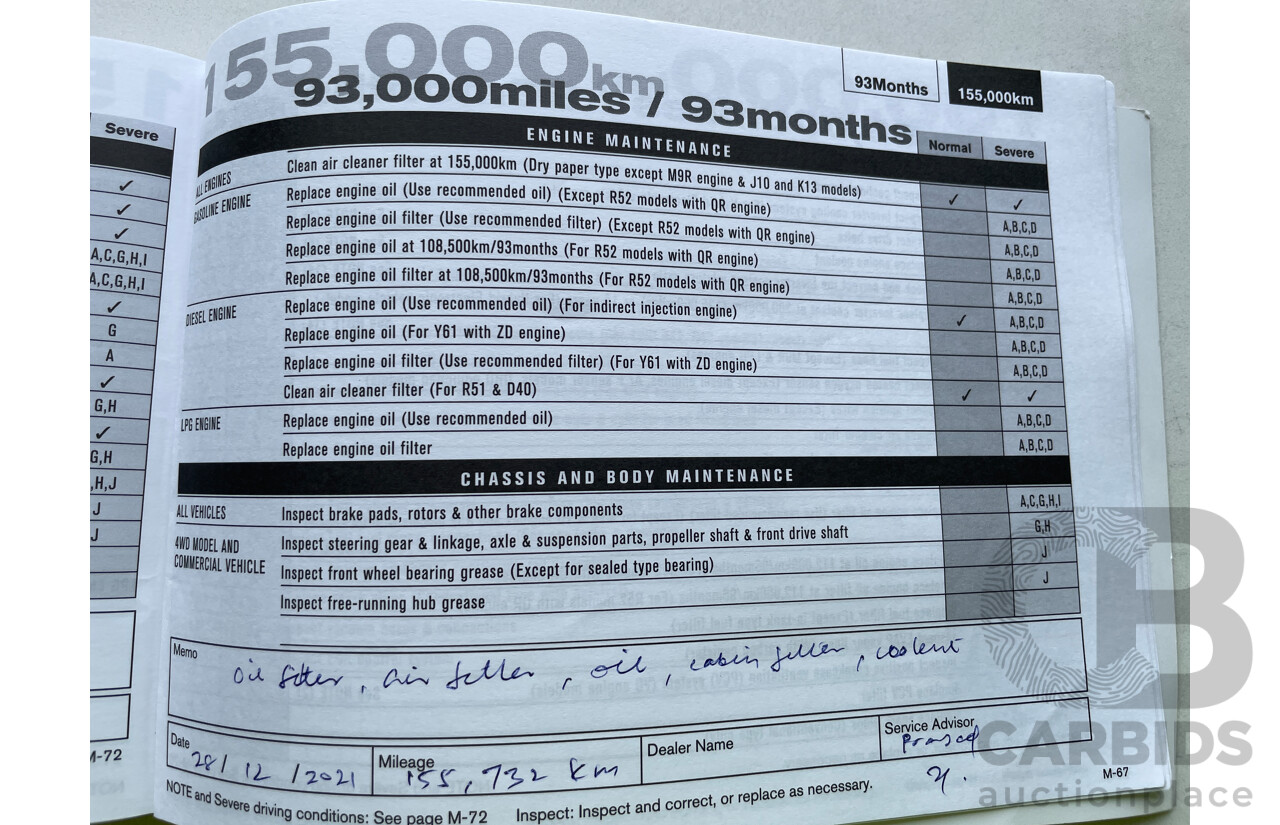 155,000km
93,000miles / 93months
93Months
155,000km
Severe
✓
✓
✓
A,C,G,H,I
A,C,G,H,I
✓
G
A
✓
G,H
✓
G,H
,H,J
J
J
M-72
ENGINE MAINTENANCE Normal Severe
ALL ENGINES Clean air cleaner filter at 155,000km (Dry paper type except M9R engine & J10 and K13 models) ✓ ✓
GASOLINE ENGINE Replace engine oil (Use recommended oil) (Except R52 models with QR engine) A,B,C,D
Replace engine oil filter (Use recommended filter) (Except R52 models with QR engine) A,B,C,D
Replace engine oil at 108,500km/93months (For R52 models with QR engine) A,B,C,D
Replace engine oil filter at 108,500km/93months (For R52 models with QR engine) A,B,C,D
DIESEL ENGINE Replace engine oil (Use recommended oil) (For indirect injection engine) ✓ A,B,C,D
Replace engine oil (For Y61 with ZD engine) A,B,C,D
Replace engine oil filter (Use recommended filter) (For Y61 with ZD engine) A,B,C,D
Clean air cleaner filter (For R51 & D40) ✓ ✓
LPG ENGINE Replace engine oil (Use recommended oil) A,B,C,D
Replace engine oil filter A,B,C,D
CHASSIS AND BODY MAINTENANCE
ALL VEHICLES Inspect brake pads, rotors & other brake components A,C,G,H,I
4WD MODEL AND COMMERCIAL VEHICLE Inspect steering gear & linkage, axle & suspension parts, propeller shaft & front drive shaft G,H
Inspect front wheel bearing grease (Except for sealed type bearing) J
Inspect free-running hub grease J
Memo
oil filter, air filter, oil, cabin filter, coolent
Date 28/12/2021 Mileage 155,732 km Dealer Name Service Advisor Prasad
NOTE and Severe driving conditions: See page M-72 Inspect: Inspect and correct, or replace as necessary. M-67
CB
CARBIDS
auctionplace